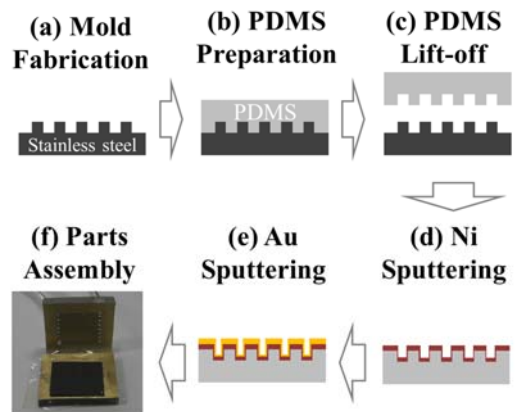 (a) Mold
Fabrication
(b) PDMS
Preparation
(c) PDMS
Lift-off
Stainless steel
PDMS
(f) Parts
Assembly
(e) Au
Sputtering
(d) Ni
Sputtering